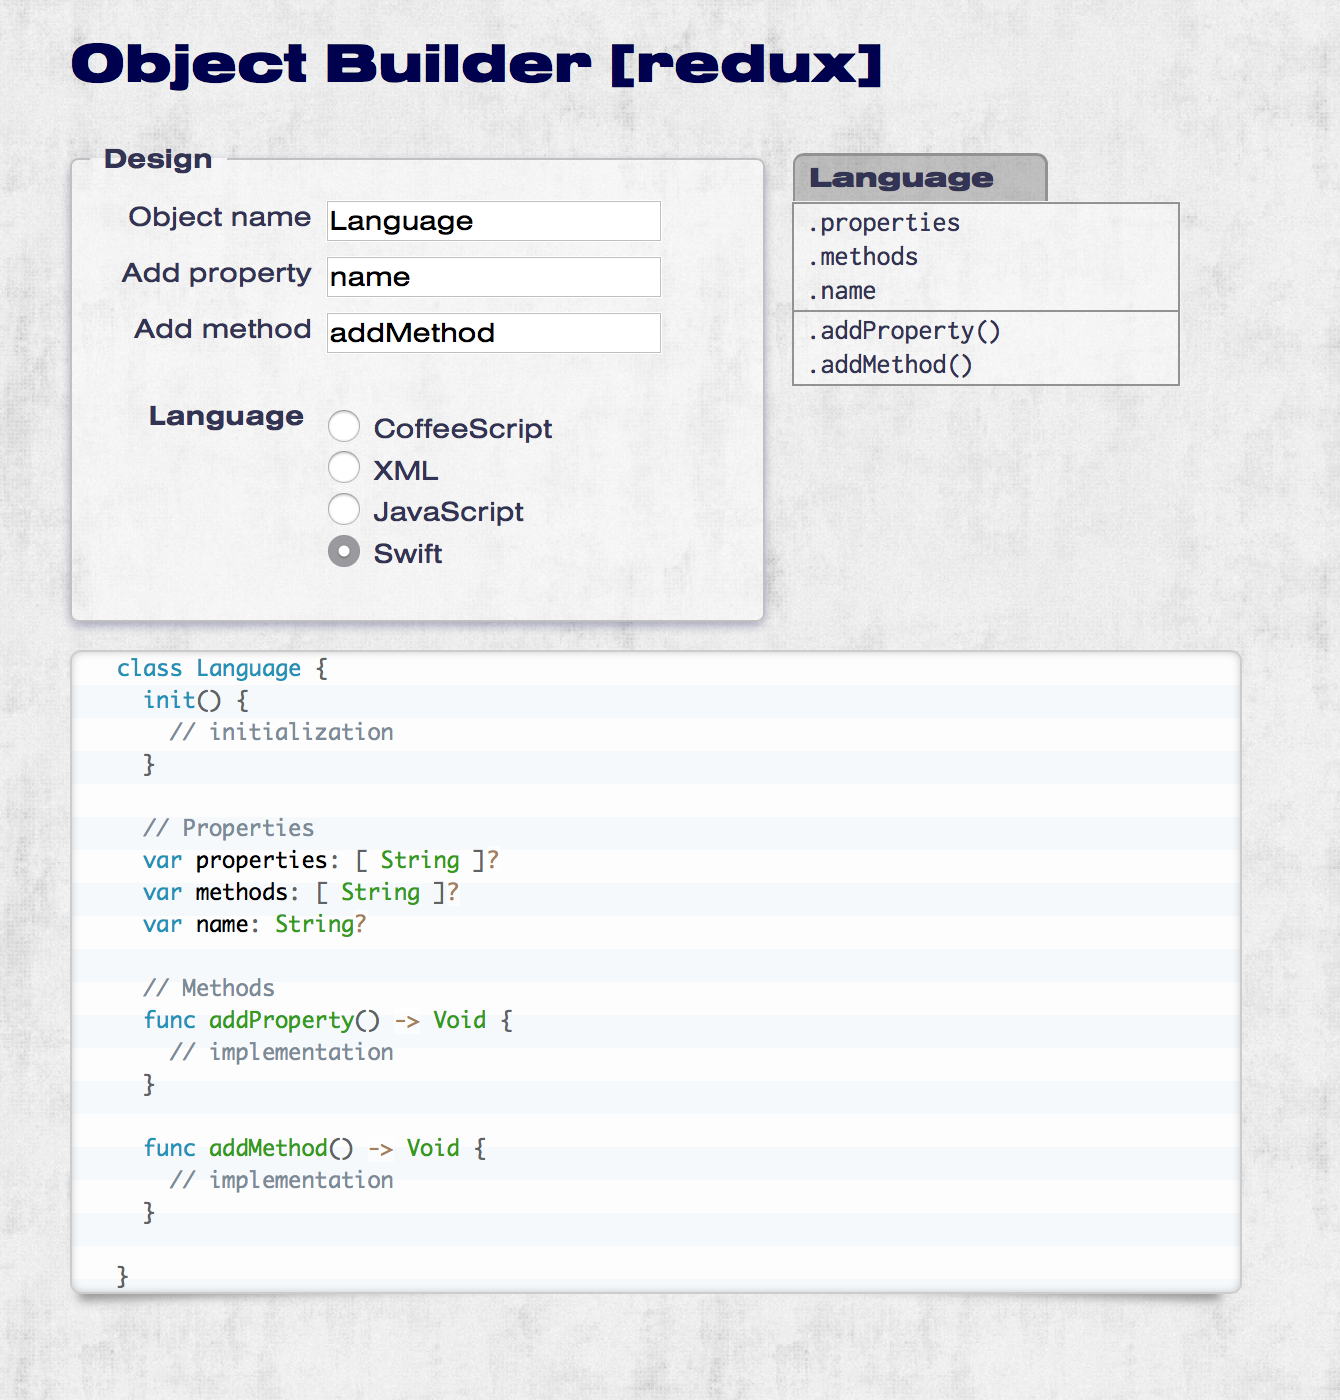 Object Builder [redux]
Design
Object name Language
Add property name
Add method addMethod
Language
CoffeeScript
XML
JavaScript
Swift
Language
.properties
.methods
.name
.addProperty()
.addMethod()
class Language {
  init() {
    // initialization
  }
  // Properties
  var properties: [ String ]?
  var methods: [ String ]?
  var name: String?
  // Methods
  func addProperty() -> Void {
    // implementation
  }
  func addMethod() -> Void {
    // implementation
  }
}